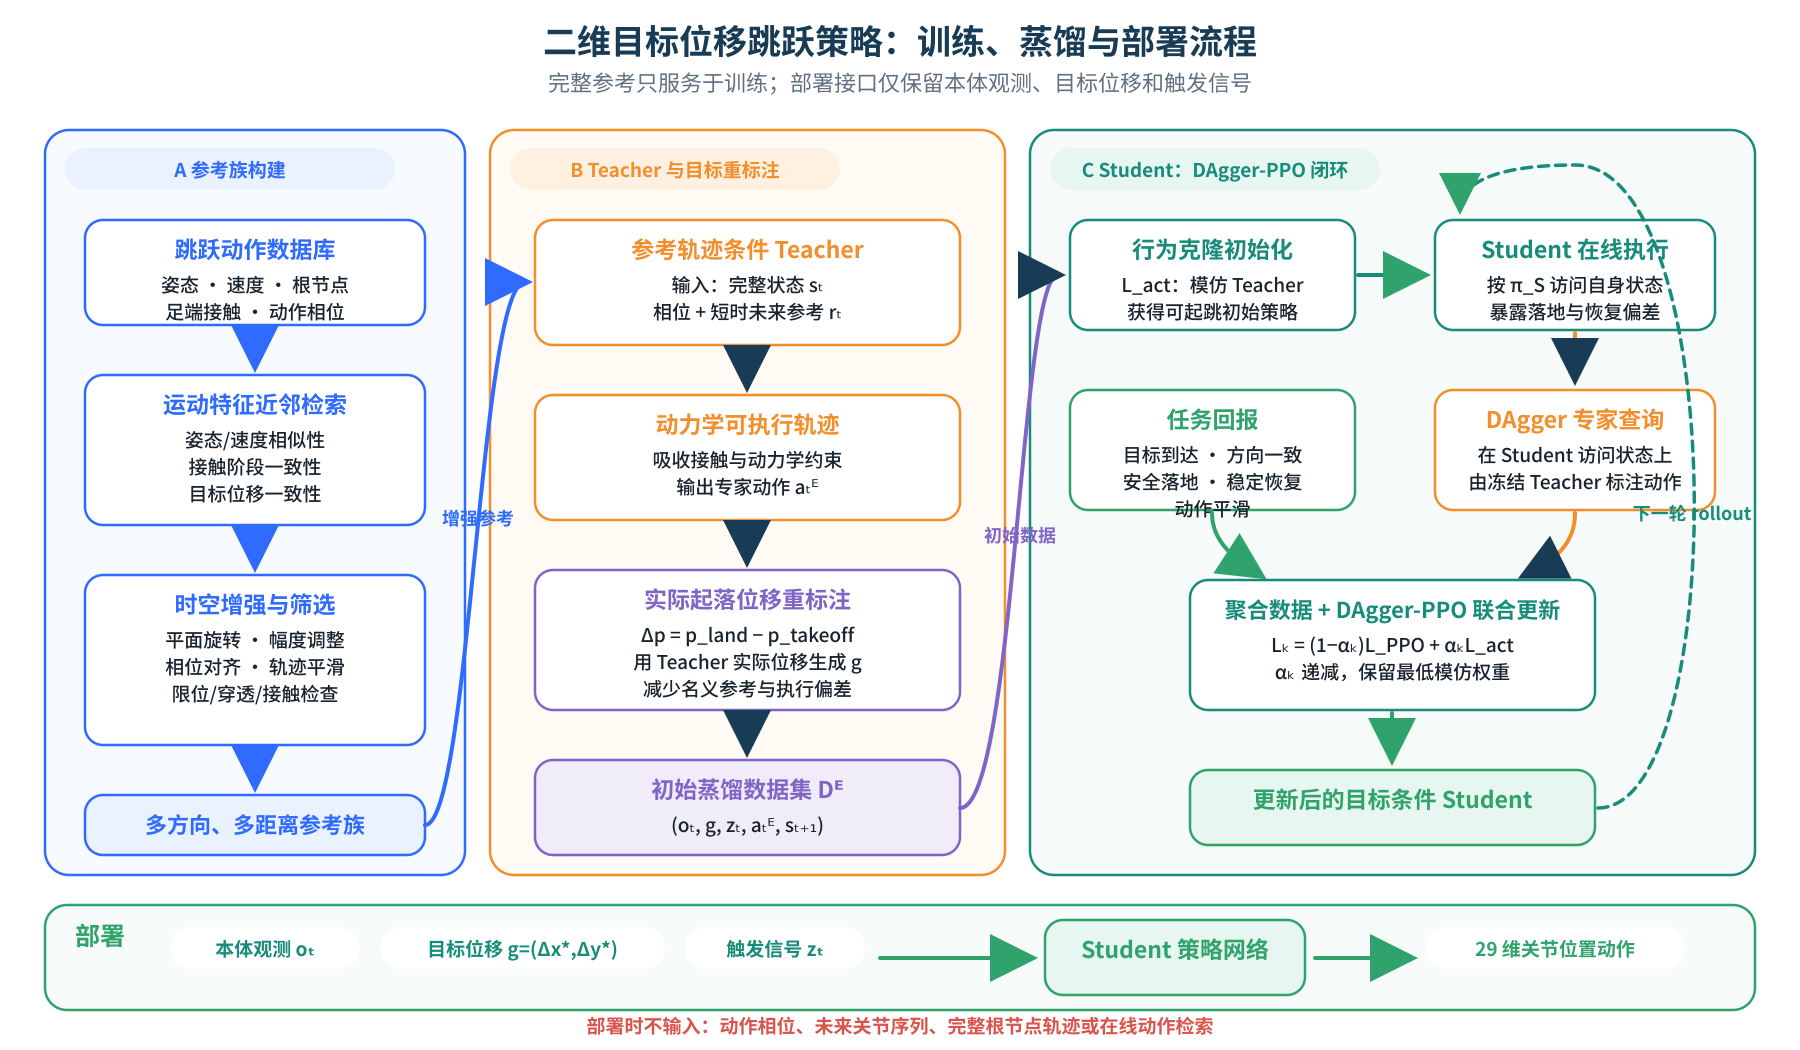 二维目标位移跳跃策略：训练、蒸馏与部署流程
完整参考只服务于训练；部署接口仅保留本体观测、目标位移和触发信号
A 参考族构建
跳跃动作数据库
姿态 · 速度 · 根节点
足端接触 · 动作相位
运动特征近邻检索
姿态/速度相似性
接触阶段一致性
目标位移一致性
时空增强与筛选
平面旋转 · 幅度调整
相位对齐 · 轨迹平滑
限位/穿透/接触检查
多方向、多距离参考族
增强参考
B Teacher 与目标重标注
参考轨迹条件 Teacher
输入：完整状态 sₜ
相位 + 短时未来参考 rₜ
动力学可执行轨迹
吸收接触与动力学约束
输出专家动作 aₜᴱ
实际起落位移重标注
Δp = p_land − p_takeoff
用 Teacher 实际位移生成 g
减少名义参考与执行偏差
初始蒸馏数据集 Dᴱ
(oₜ, g, zₜ, aₜᴱ, sₜ₊₁)
初始数据
C Student：DAgger-PPO 闭环
行为克隆初始化
L_act：模仿 Teacher
获得可起跳初始策略
Student 在线执行
按 π_S 访问自身状态
暴露落地与恢复偏差
任务回报
目标到达 · 方向一致
安全落地 · 稳定恢复
动作平滑
DAgger 专家查询
在 Student 访问状态上
由冻结 Teacher 标注动作
下一轮 rollout
聚合数据 + DAgger-PPO 联合更新
Lₖ = (1−αₖ)L_PPO + αₖL_act
αₖ 递减，保留最低模仿权重
更新后的目标条件 Student
部署
本体观测 oₜ
目标位移 g=(Δx*,Δy*)
触发信号 zₜ
Student 策略网络
29 维关节位置动作
部署时不输入：动作相位、未来关节序列、完整根节点轨迹或在线动作检索